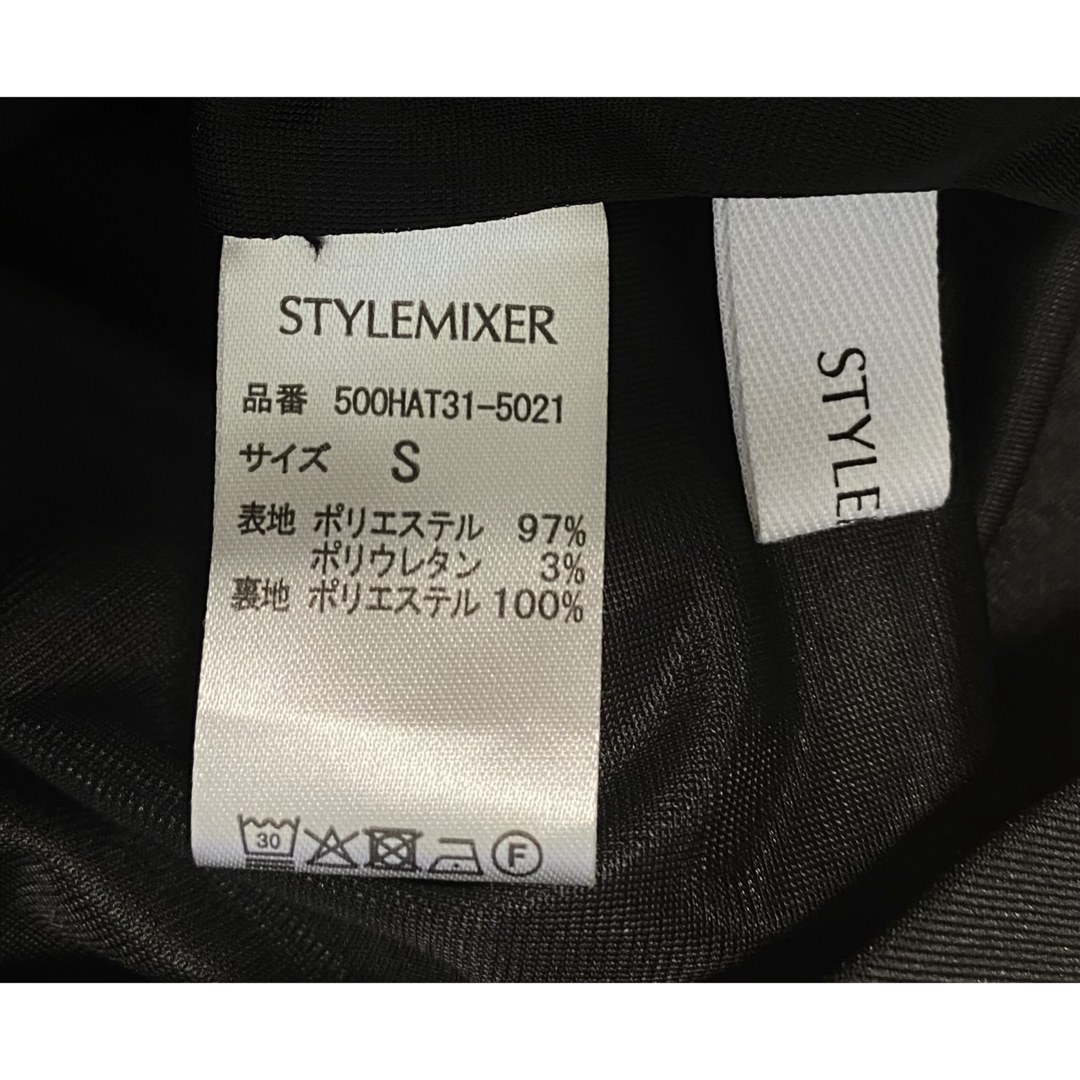 STYLEMIXER
品番 500HAT31-5021
サイズ S
表地 ポリエステル 97%
ポリウレタン 3%
裏地 ポリエステル 100%
30
F
STYLE